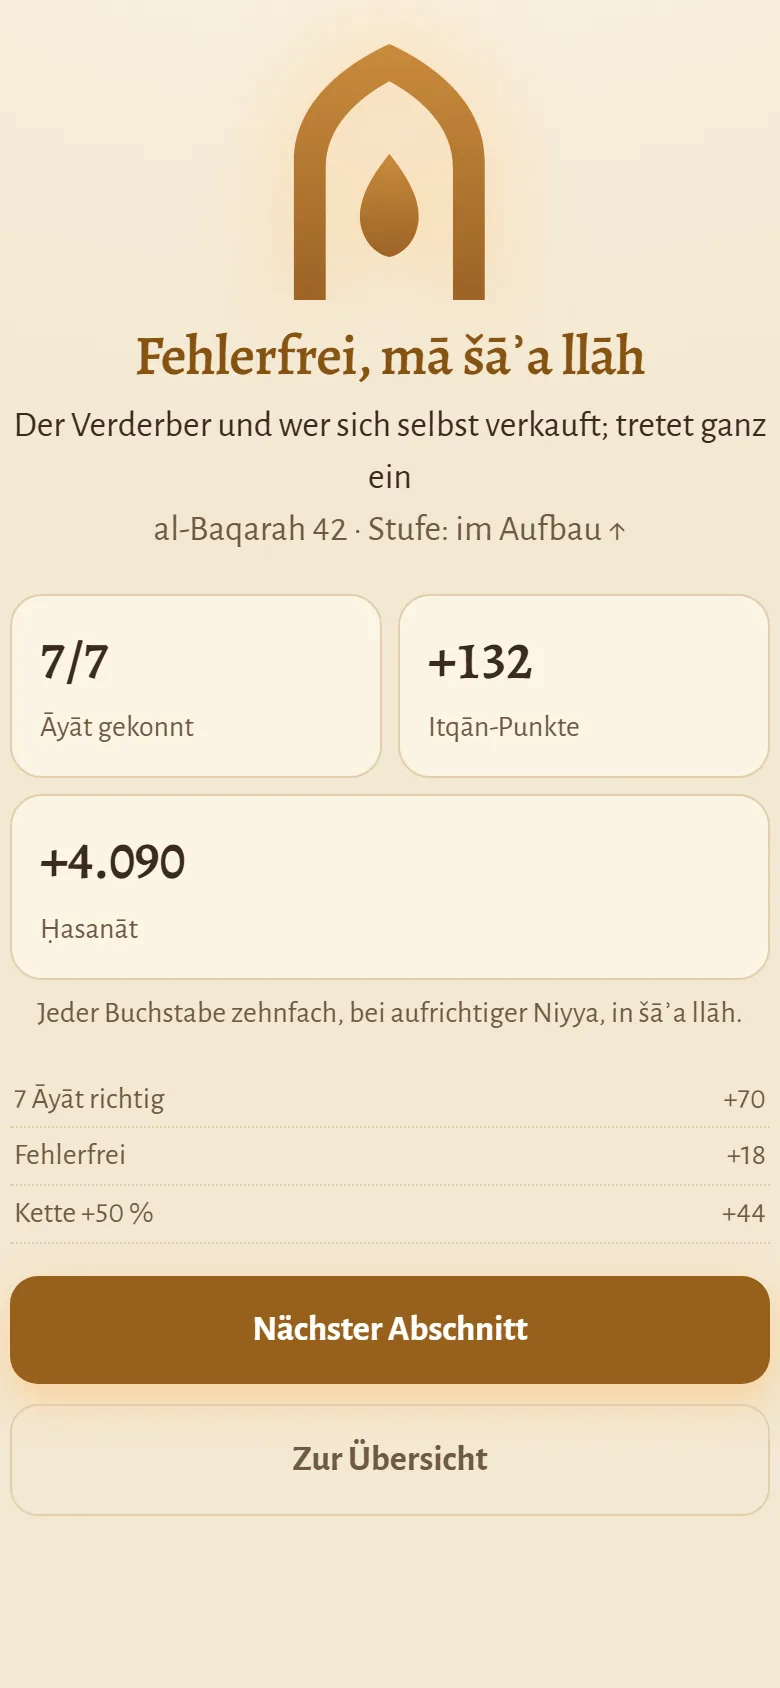 Fehlerfrei, mā šāʾa llāh
Der Verderber und wer sich selbst verkauft; tretet ganz
ein
al-Baqarah 42 · Stufe: im Aufbau ↑
7/7
Āyāt gekonnt
+132
Itqān-Punkte
+4.090
Ḥasanāt
Jeder Buchstabe zehnfach, bei aufrichtiger Niyya, in šāʾa llāh.
7 Āyāt richtig +70
Fehlerfrei +18
Kette +50 % +44
Nächster Abschnitt
Zur Übersicht